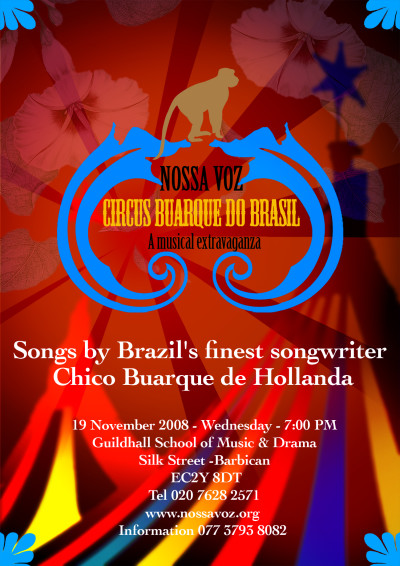 NOSSA VOZ
CIRCUS BUARQUE DO BRASIL
A musical extravaganza
Songs by Brazil's finest songwriter
Chico Buarque de Hollanda
19 November 2008 - Wednesday - 7:00 PM
Guildhall School of Music & Drama
Silk Street -Barbican
EC2Y 8DT
Tel 020 7628 2571
www.nossavoz.org
Information 077 3793 8082